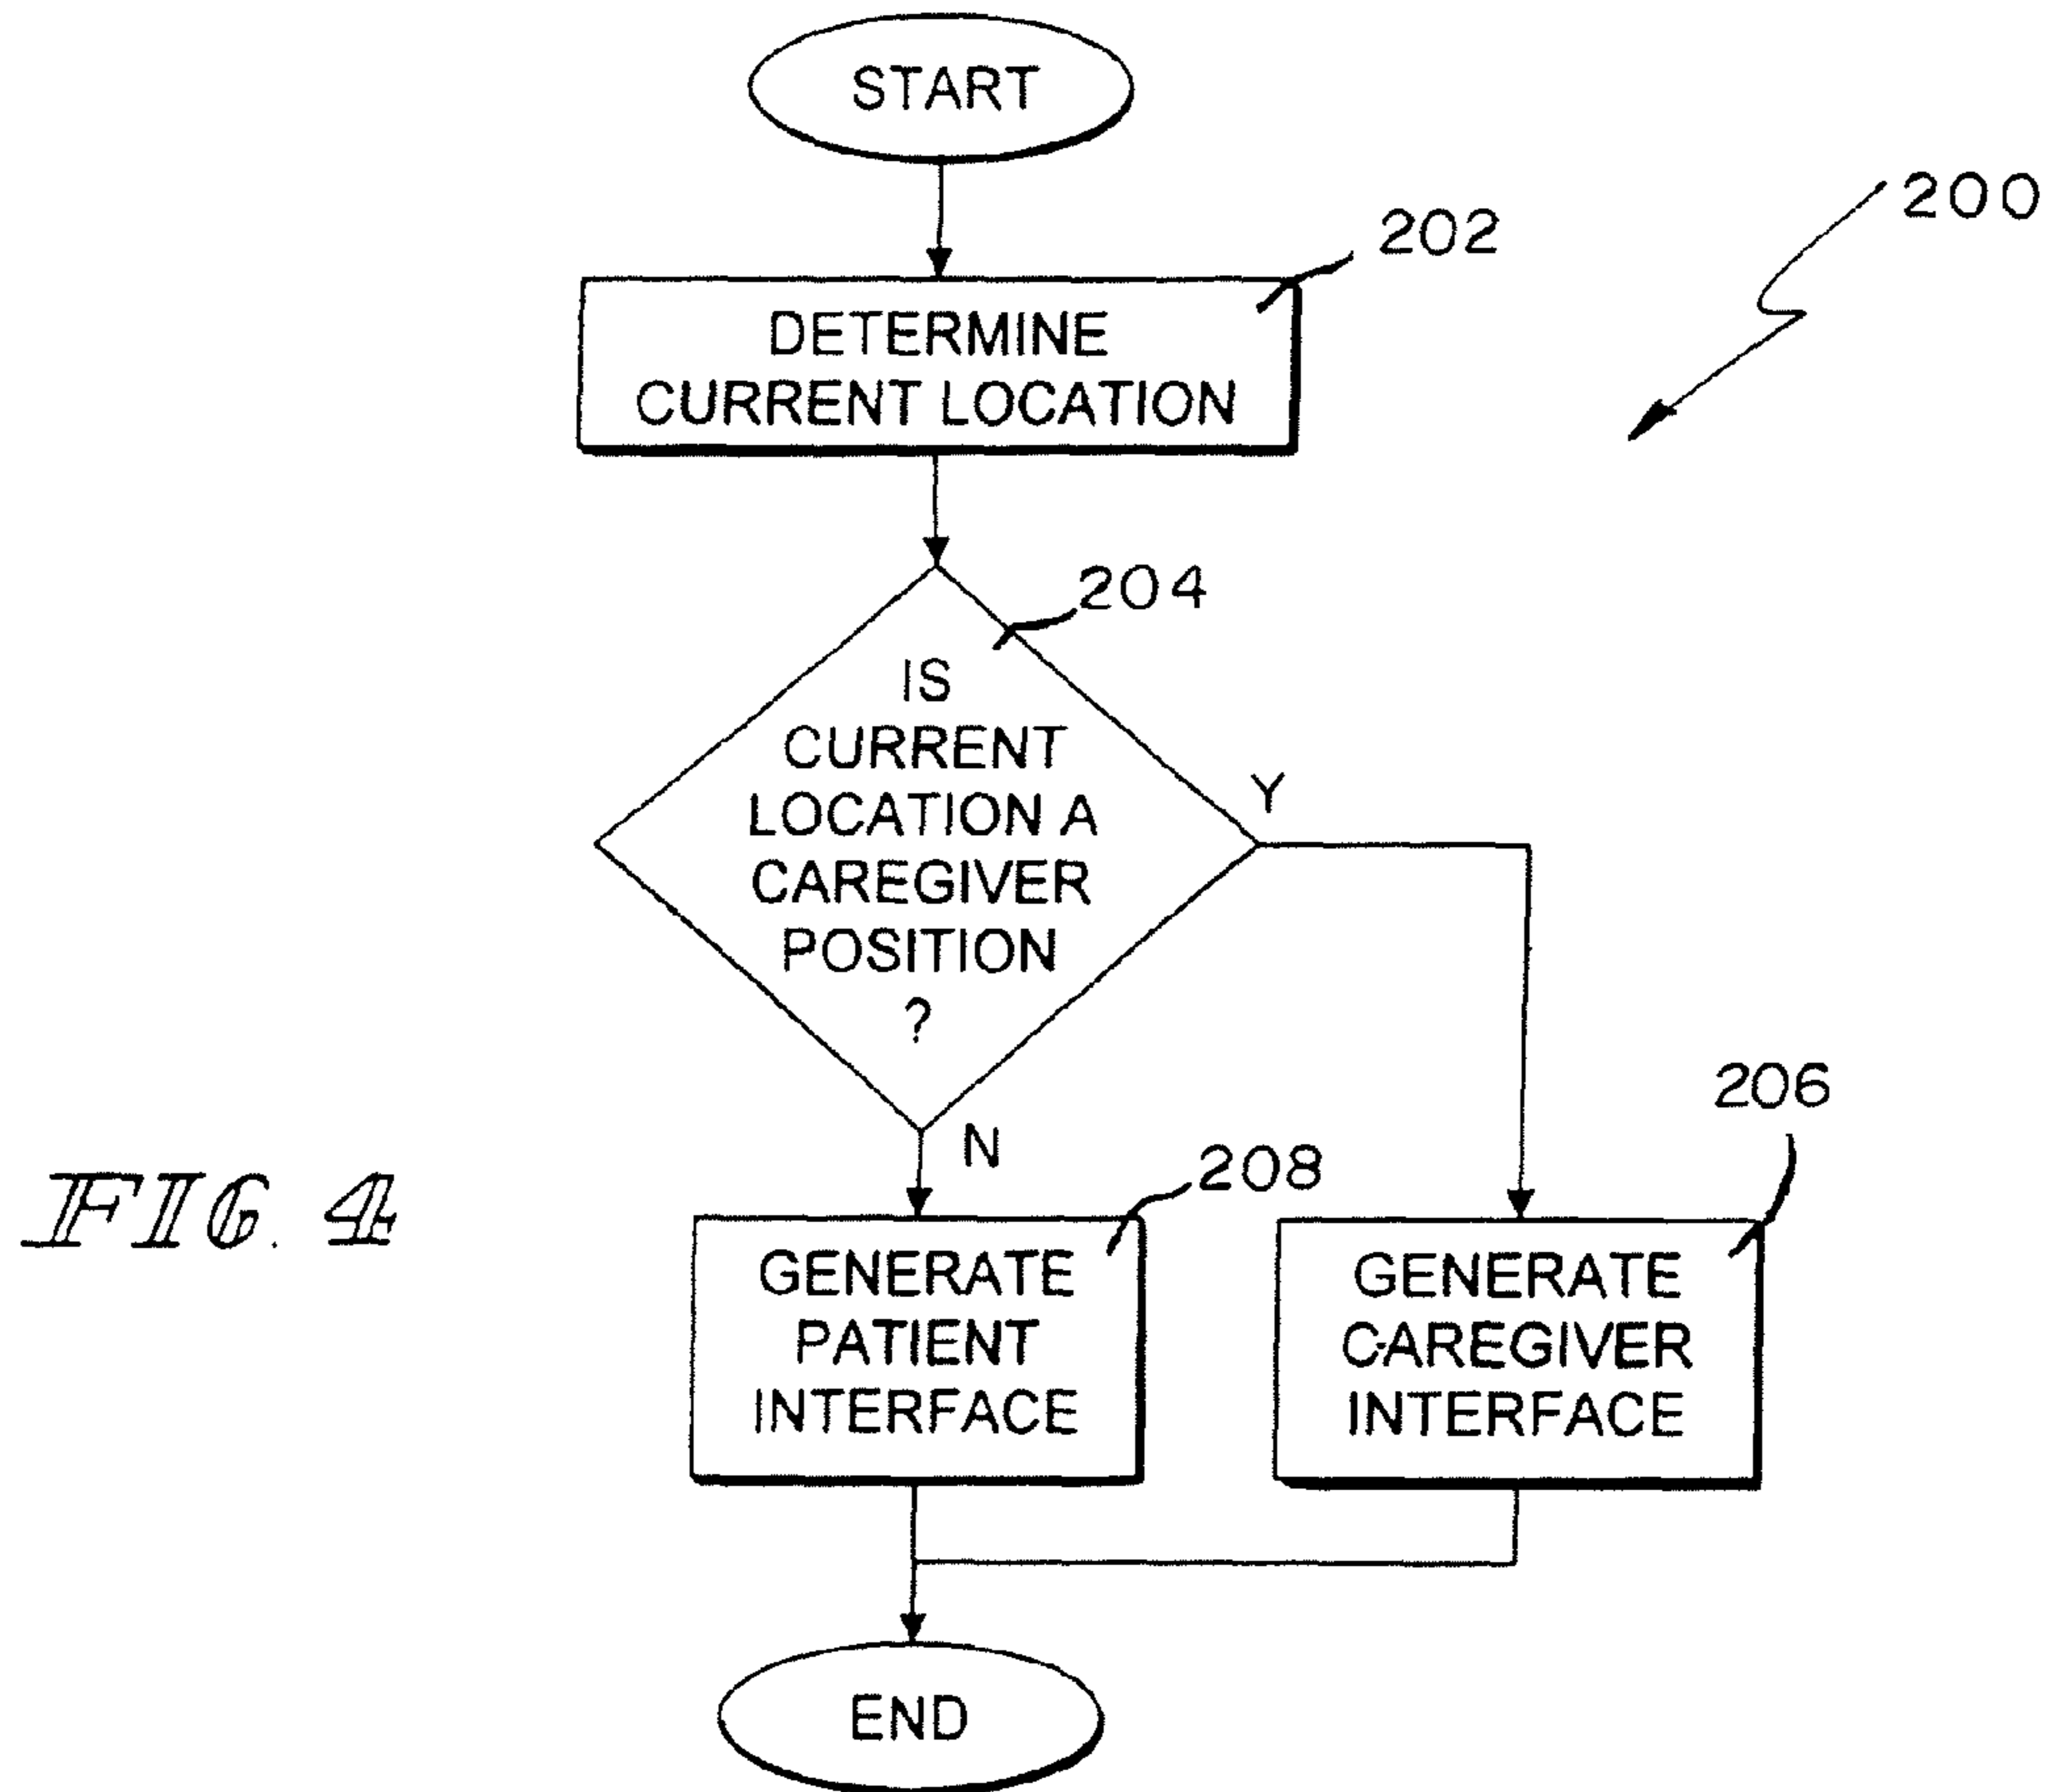 START
200
202
DETERMINE
CURRENT LOCATION
204
IS
CURRENT
LOCATION A
CAREGIVER
POSITION
?
Y
N
208
206
GENERATE
PATIENT
INTERFACE
GENERATE
CAREGIVER
INTERFACE
FIG. 4
END